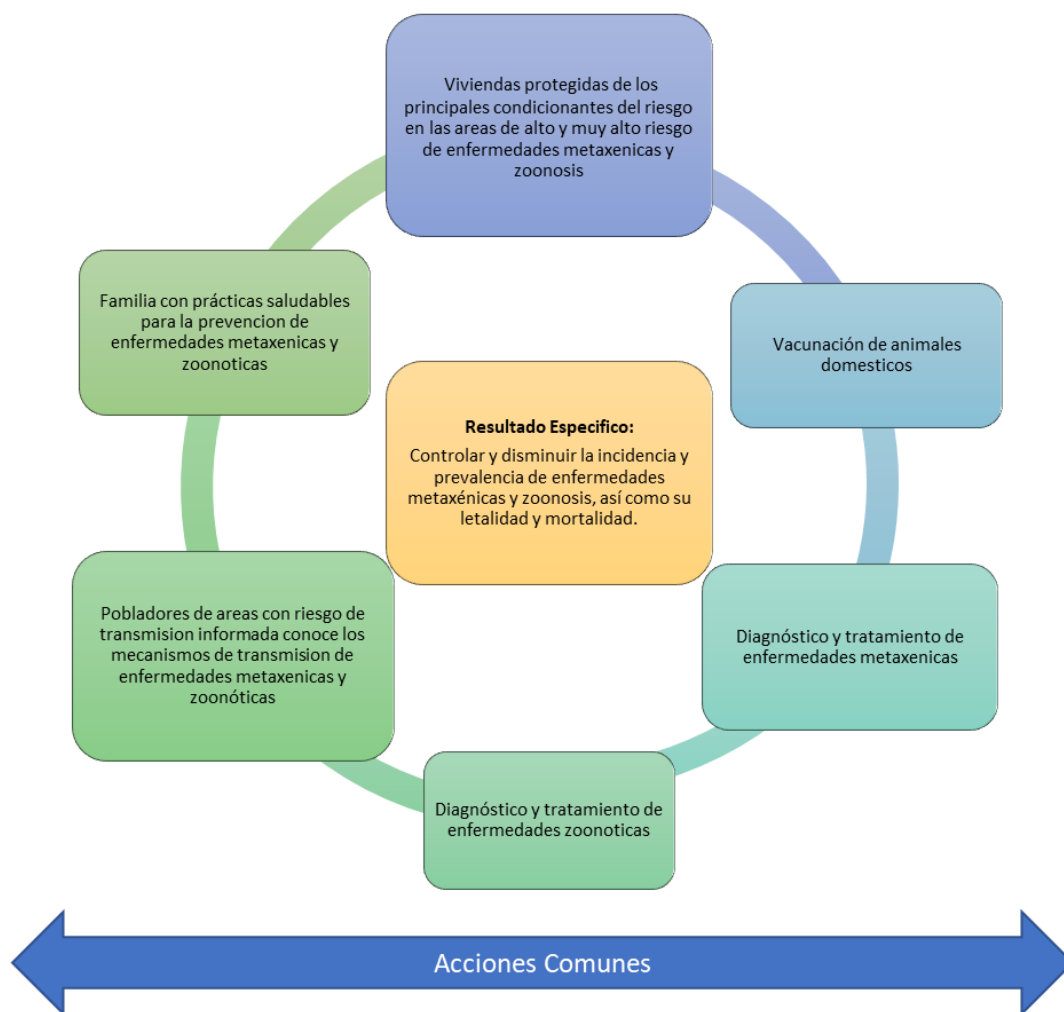 Viviendas protegidas de los
principales condicionantes del riesgo
en las areas de alto y muy alto riesgo
de enfermedades metaxenicas y
zoonosis
Familia con prácticas saludables
para la prevencion de
enfermedades metaxenicas y
zoonoticas
Vacunación de animales
domesticos
Resultado Especifico:
Controlar y disminuir la incidencia y
prevalencia de enfermedades
metaxénicas y zoonosis, así como su
letalidad y mortalidad.
Pobladores de areas con riesgo de
transmision informada conoce los
mecanismos de transmision de
enfermedades metaxenicas y
zoonóticas
Diagnóstico y tratamiento de
enfermedades metaxenicas
Diagnóstico y tratamiento de
enfermedades zoonoticas
Acciones Comunes